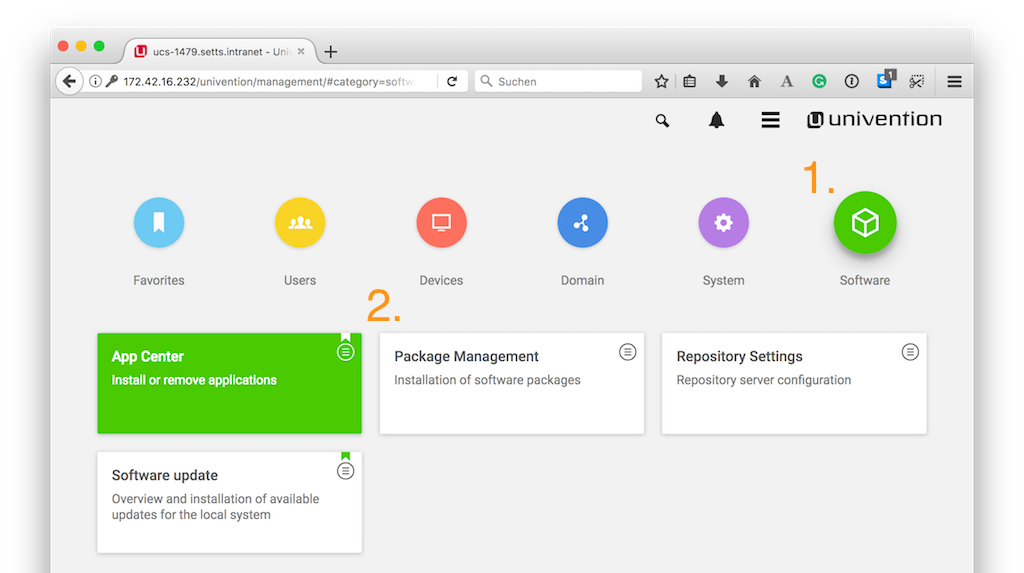 ucs-1479.setts.intranet - Univ
172.42.16.232/univention/management/#category=softw
Suchen
1
univention
1.
Favorites
Users
Devices
Domain
System
Software
2.
App Center
Install or remove applications
Package Management
Installation of software packages
Repository Settings
Repository server configuration
Software update
Overview and installation of available
updates for the local system